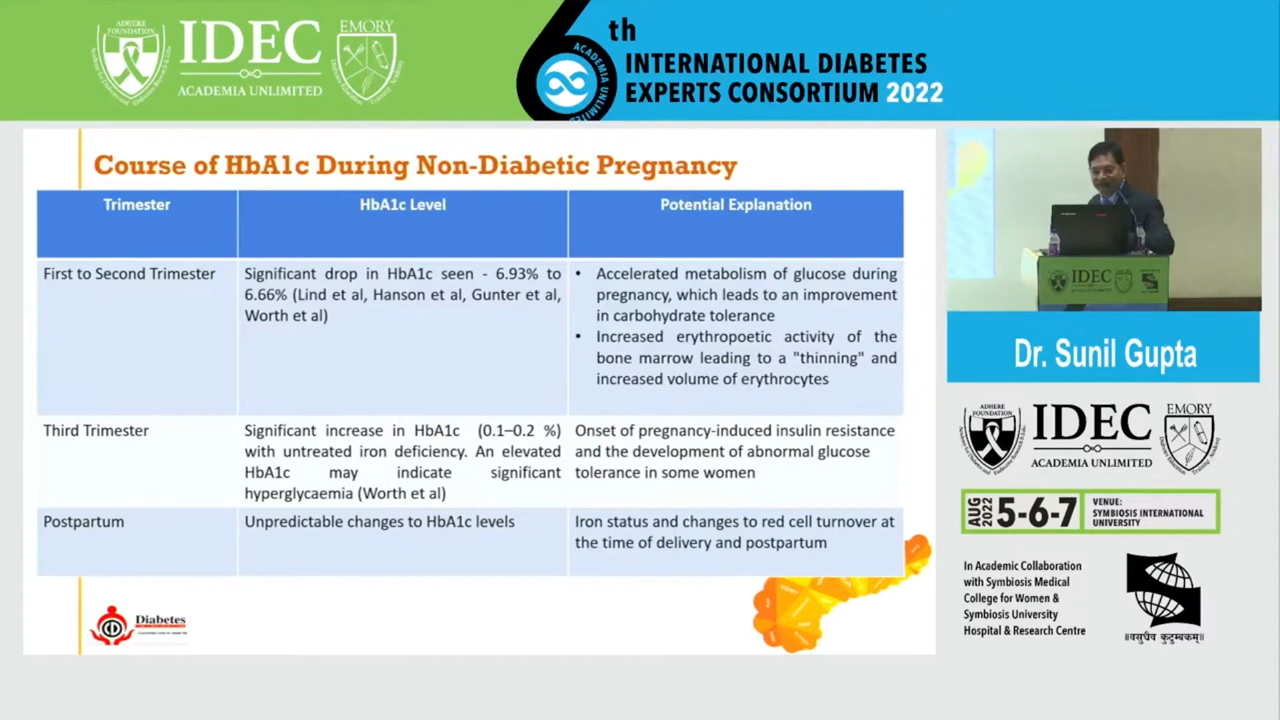 ADHERE
FOUNDATION
IDEC
ACADEMIA UNLIMITED
EMORY
6th
ACADEMIA UNLIMITED
INTERNATIONAL DIABETES
EXPERTS CONSORTIUM 2022
Course of HbA1c During Non-Diabetic Pregnancy
Trimester
HbA1c Level
Potential Explanation
First to Second Trimester
Significant drop in HbA1c seen - 6.93% to
6.66% (Lind et al, Hanson et al, Gunter et al,
Worth et al)
• Accelerated metabolism of glucose during
pregnancy, which leads to an improvement
in carbohydrate tolerance
• Increased erythropoetic activity of the
bone marrow leading to a "thinning" and
increased volume of erythrocytes
Third Trimester
Significant increase in HbA1c (0.1–0.2 %)
with untreated iron deficiency. An elevated
HbA1c may indicate significant
hyperglycaemia (Worth et al)
Onset of pregnancy-induced insulin resistance
and the development of abnormal glucose
tolerance in some women
Postpartum
Unpredictable changes to HbA1c levels
Iron status and changes to red cell turnover at
the time of delivery and postpartum
Diabetes
IDEC
Dr. Sunil Gupta
ADHERE
FOUNDATION
IDEC
ACADEMIA UNLIMITED
EMORY
AUG
2022
5-6-7
VENUE:
SYMBIOSIS INTERNATIONAL
UNIVERSITY
In Academic Collaboration
with Symbiosis Medical
College for Women &
Symbiosis University
Hospital & Research Centre
॥वसुधैव कुटुम्बकम्॥